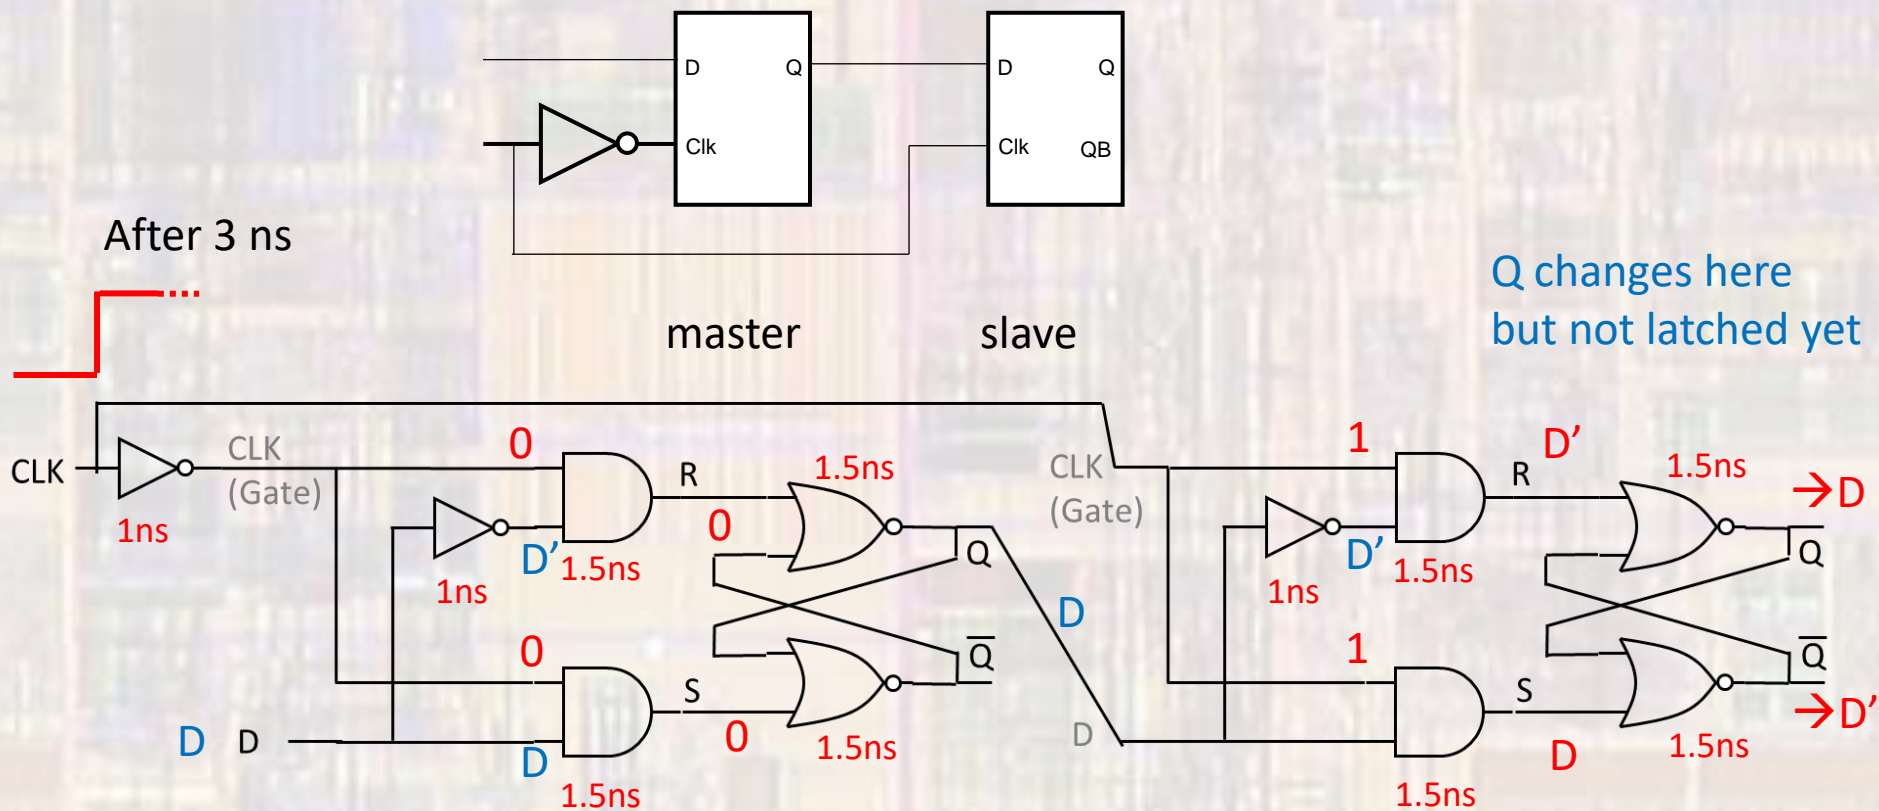 D Q
Clk
D Q
Clk QB
After 3 ns
master
slave
Q changes here
but not latched yet
CLK
1ns
CLK
(Gate)
0
D’
1.5ns
1ns
R
0
1.5ns
Q
0
S
0
D D
D
1.5ns
1.5ns
Q
D
CLK
(Gate)
D
1
D’
1.5ns
1ns
R
D’
1.5ns
→D
Q
1
S
D
1.5ns
1.5ns
Q
→D’